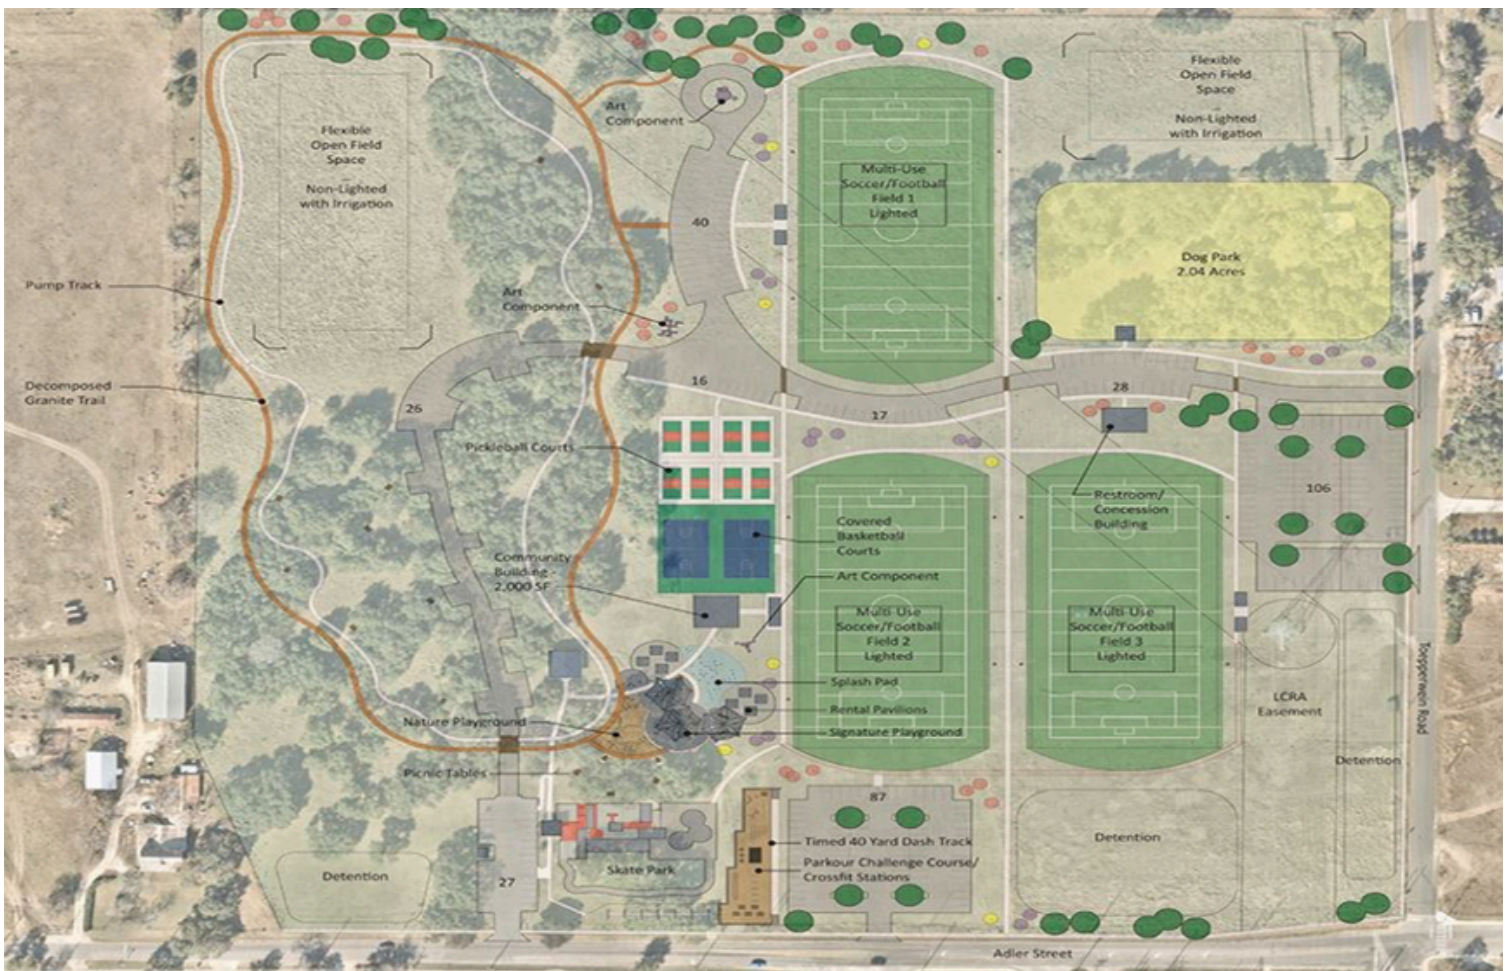 Flexible
Open Field
Space
–
Non-Lighted
with Irrigation
Art
Component
Flexible
Open Field
Space
–
Non-Lighted
with Irrigation
Multi-Use
Soccer/Football
Field 1
Lighted
40
Dog Park
2.04 Acres
Pump Track
Art
Component
Decomposed
Granite Trail
16
17
28
26
Pickleball Courts
Restroom/
Concession
Building
106
Covered
Basketball
Courts
Community
Building -
2,000 SF
Art Component
Multi-Use
Soccer/Football
Field 2
Lighted
Multi-Use
Soccer/Football
Field 3
Lighted
Splash Pad
Rental Pavilions
Signature Playground
LCRA
Easement
Toepperwein Road
Nature Playground
Picnic Tables
Detention
87
Timed 40 Yard Dash Track
Parkour Challenge Course/
Crossfit Stations
Detention
Detention
27
Skate Park
Adler Street